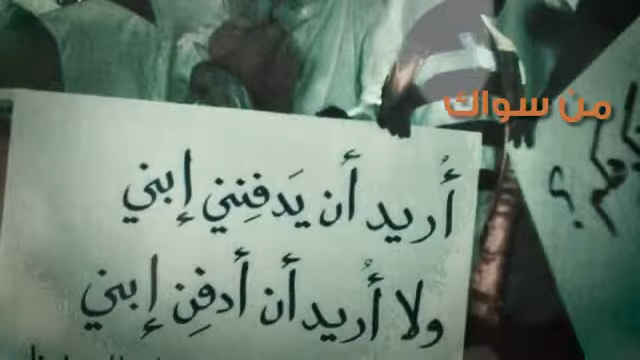 من سواك
أُريد أن يَدفِنني إبني
ولا أُريد أن أدفِن إبني